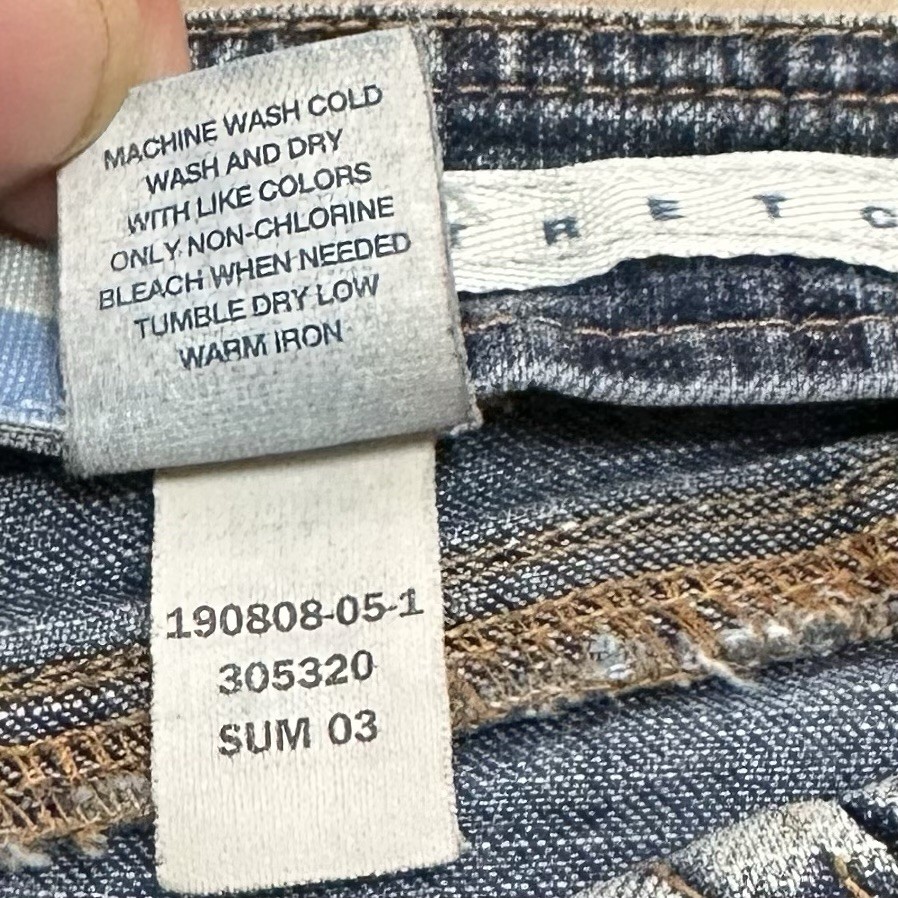 MACHINE WASH COLD
WASH AND DRY
WITH LIKE COLORS
ONLY NON-CHLORINE
BLEACH WHEN NEEDED
TUMBLE DRY LOW
WARM IRON
T R E T C
190808-05-1
305320
SUM 03